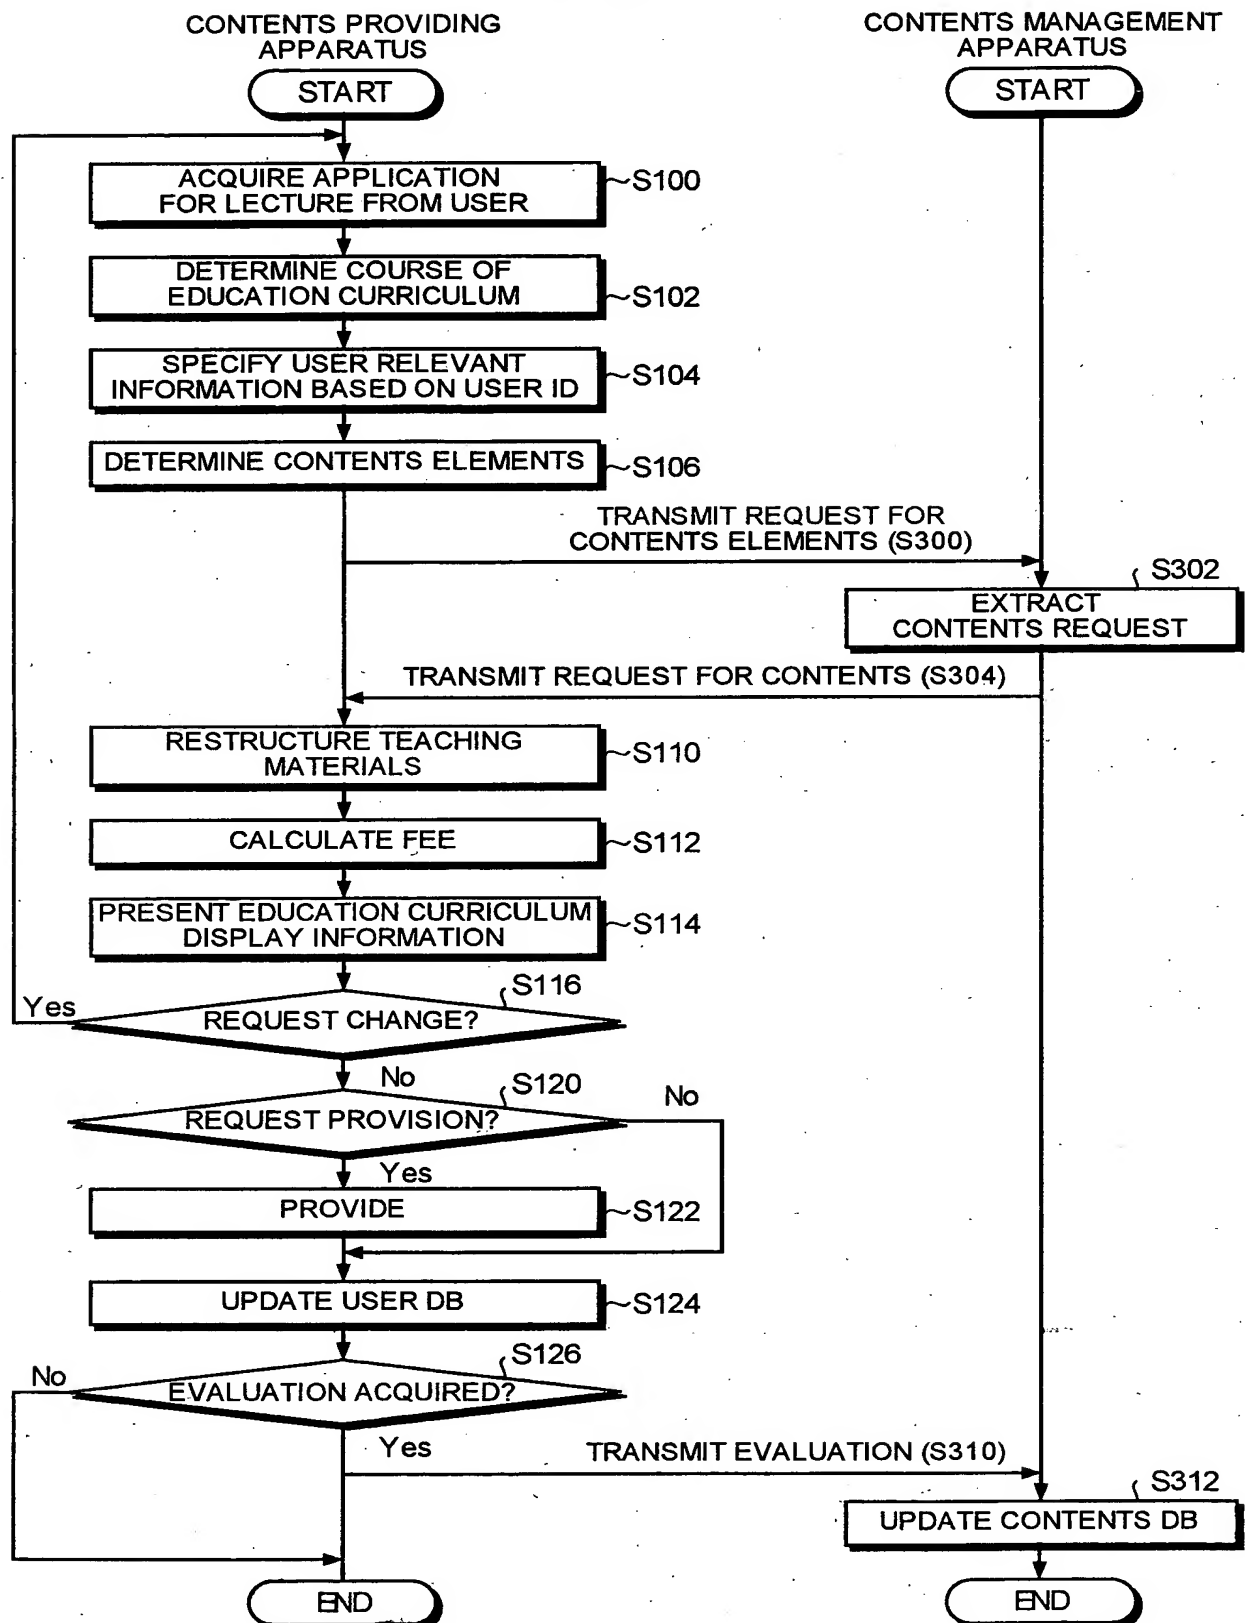 CONTENTS PROVIDING
APPARATUS
CONTENTS MANAGEMENT
APPARATUS
START
START
ACQUIRE APPLICATION
FOR LECTURE FROM USER
S100
DETERMINE COURSE OF
EDUCATION CURRICULUM
S102
SPECIFY USER RELEVANT
INFORMATION BASED ON USER ID
S104
DETERMINE CONTENTS ELEMENTS
S106
TRANSMIT REQUEST FOR
CONTENTS ELEMENTS (S300)
S302
EXTRACT
CONTENTS REQUEST
TRANSMIT REQUEST FOR CONTENTS (S304)
RESTRUCTURE TEACHING
MATERIALS
S110
CALCULATE FEE
S112
PRESENT EDUCATION CURRICULUM
DISPLAY INFORMATION
S114
S116
Yes
REQUEST CHANGE?
No
S120
REQUEST PROVISION?
No
Yes
PROVIDE
S122
UPDATE USER DB
S124
S126
No
EVALUATION ACQUIRED?
Yes
TRANSMIT EVALUATION (S310)
S312
UPDATE CONTENTS DB
END
END